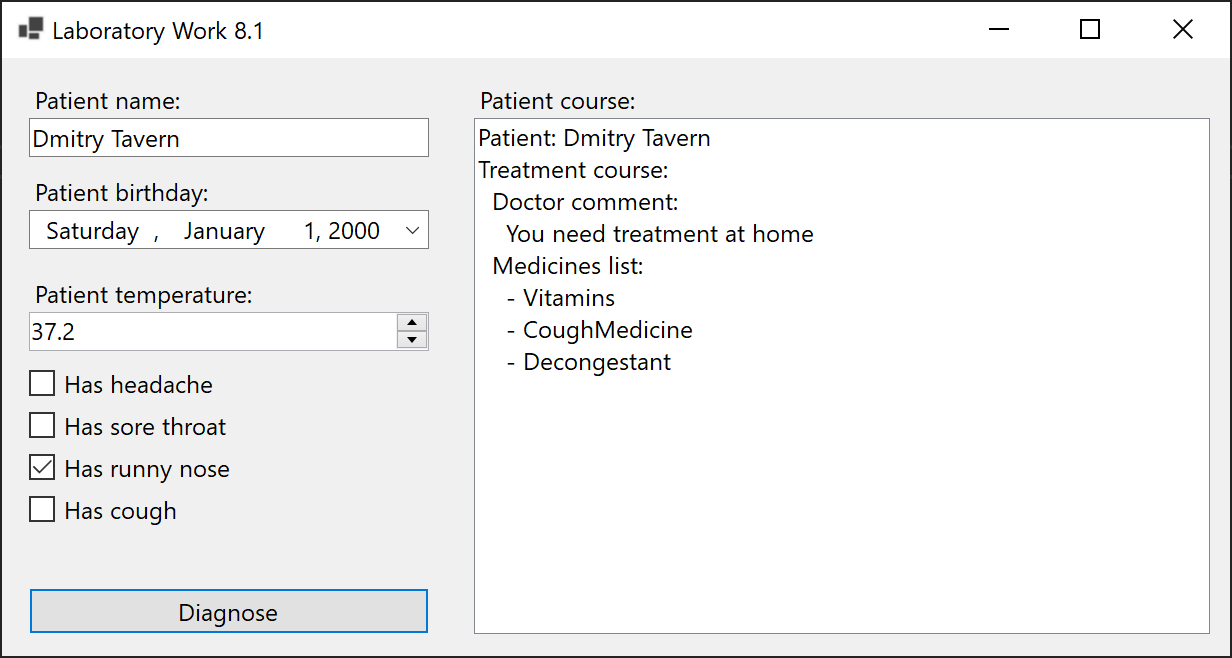 Laboratory Work 8.1
Patient name:
Dmitry Tavern
Patient birthday:
Saturday , January 1, 2000
Patient temperature:
37.2
Has headache
Has sore throat
Has runny nose
Has cough
Diagnose
Patient course:
Patient: Dmitry Tavern
Treatment course:
Doctor comment:
You need treatment at home
Medicines list:
- Vitamins
- CoughMedicine
- Decongestant